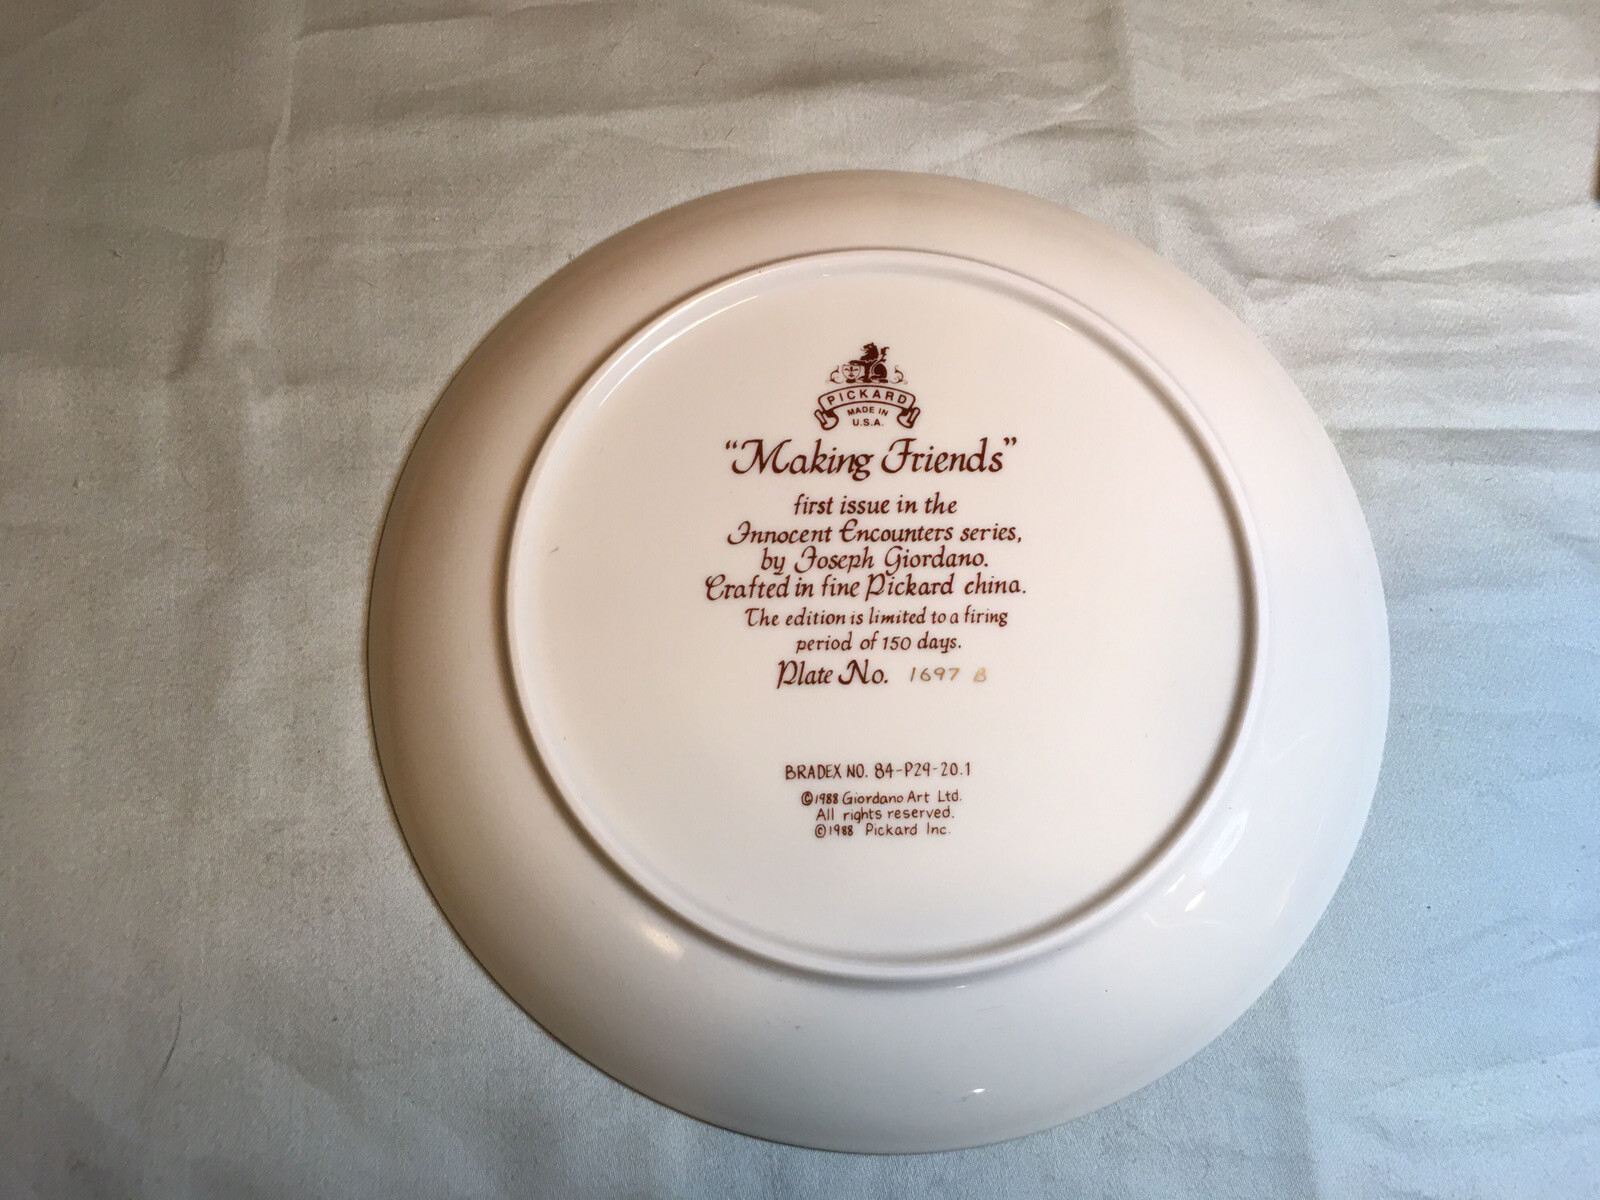 PICKARD
MADE IN
U.S.A.
"Making Friends"
first issue in the
Innocent Encounters series,
by Joseph Giordano.
Crafted in fine Pickard china.
The edition is limited to a firing
period of 150 days.
Plate No. 1697 B
BRADEX NO. 84-P29-20.1
©1988 Giordano Art Ltd.
All rights reserved.
©1988 Pickard Inc.